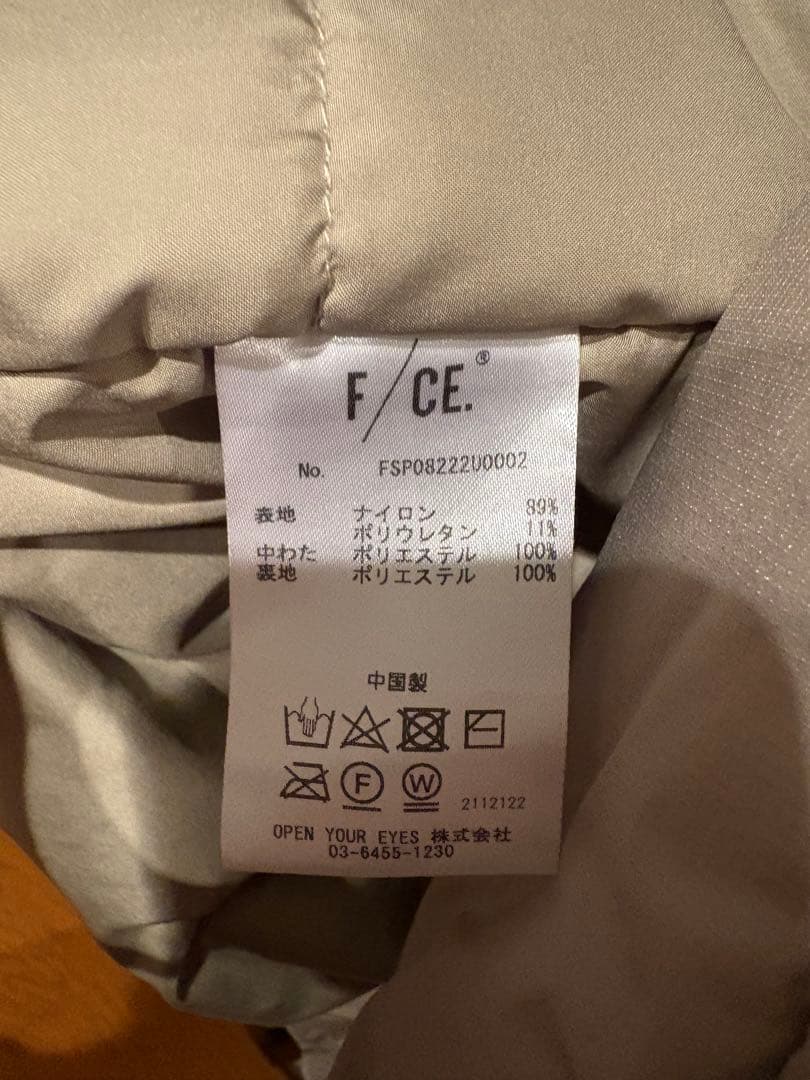 F/CE.®
No. FSP08222U0002
表地 ナイロン 89%
ポリウレタン 11%
中わた ポリエステル 100%
裏地 ポリエステル 100%
中国製
F W 2112122
OPEN YOUR EYES 株式会社
03-6455-1230